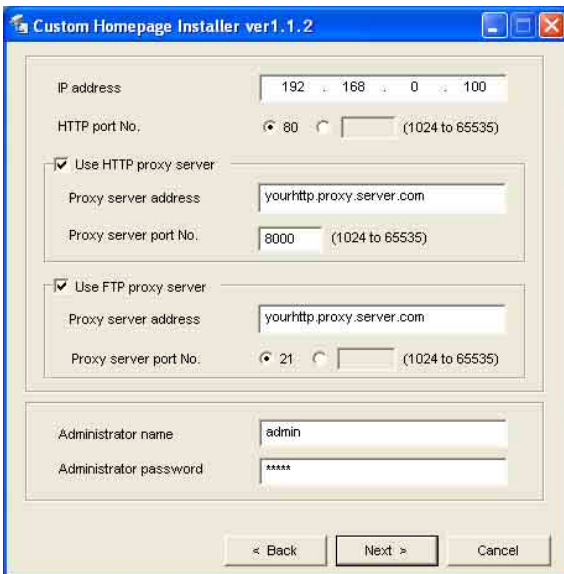 Custom Homepage Installer ver1.1.2
IP address 192 . 168 . 0 . 100
HTTP port No. 80 (1024 to 65535)
Use HTTP proxy server
Proxy server address yourhttp.proxy.server.com
Proxy server port No. 8000 (1024 to 65535)
Use FTP proxy server
Proxy server address yourhttp.proxy.server.com
Proxy server port No. 21 (1024 to 65535)
Administrator name admin
Administrator password *****
< Back Next > Cancel